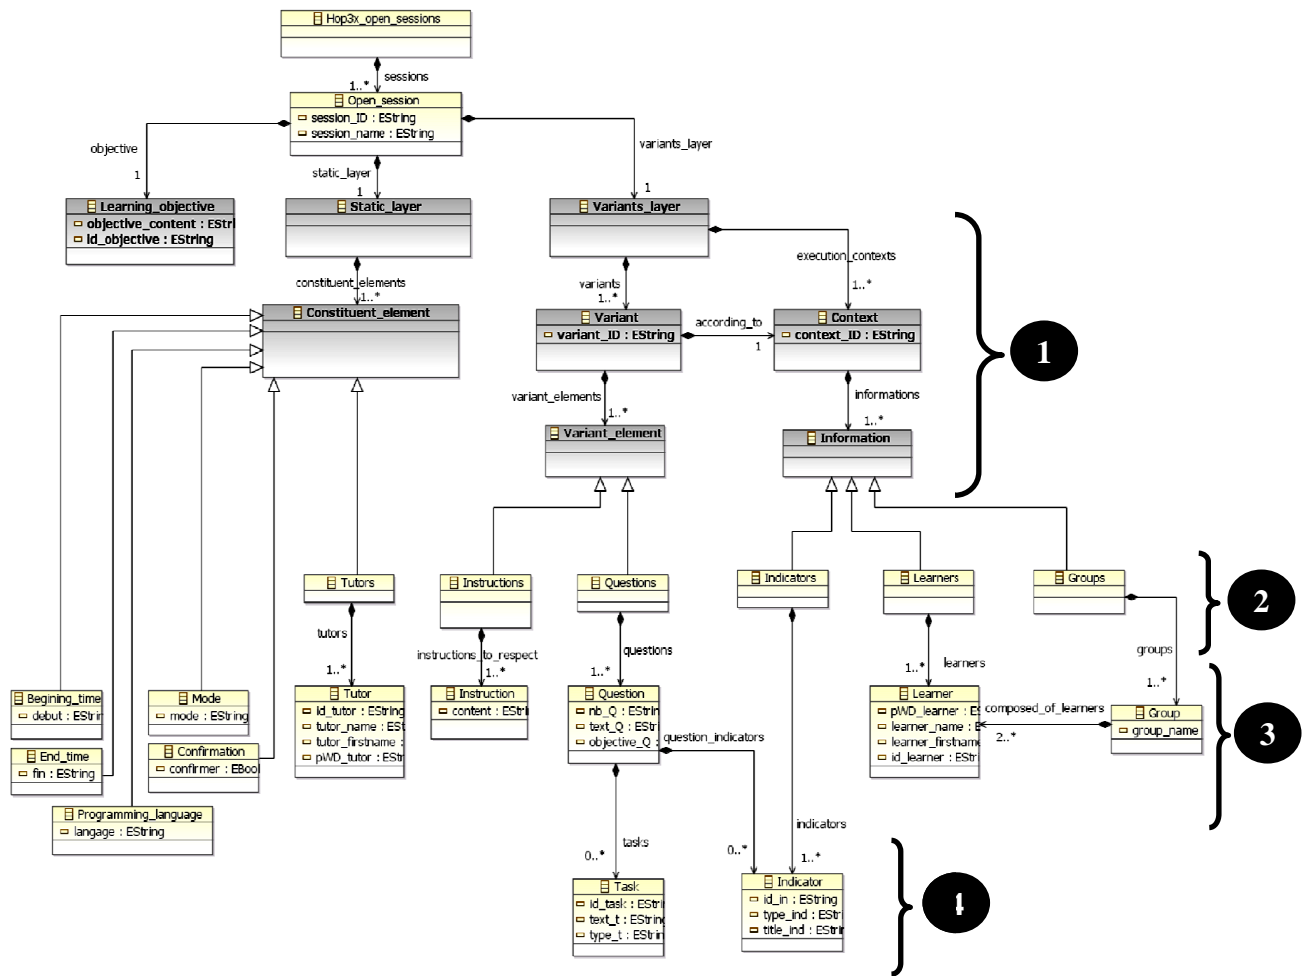 Hop3x_open_sessions
sessions
1..*
Open_session
session_ID : EString
session_name : EString
objective
1
static_layer
1
variants_layer
1
Learning_objective
objective_content : EStri
id_objective : EString
Static_layer
Variants_layer
constituent_elements
1..*
variants
1..*
execution_contexts
1..*
Constituent_element
Variant
variant_ID : EString
according_to
1
Context
context_ID : EString
1
variant_elements
1..*
informations
1..*
Variant_element
Information
Tutors
Instructions
Questions
Indicators
Learners
Groups
2
tutors
1..*
instructions_to_respect
1..*
questions
1..*
learners
1..*
groups
1..*
Begining_time
debut : EStrin
Mode
mode : EString
Tutor
id_tutor : EString
tutor_name : ESt
tutor_firstname :
pWD_tutor : EStr
Instruction
content : EStri
Question
nb_Q : EStrin
text_Q : EStri
objective_Q :
question_indicators
Learner
pWD_learner : ES
learner_name : E
learner_firstname
id_learner : EStri
composed_of_learners
2..*
Group
group_name
3
End_time
fin : EString
Confirmation
confirmer : EBool
Programming_language
langage : EString
tasks
0..*
0..*
indicators
1..*
Task
id_task : EStri
text_t : EString
type_t : EStrin
Indicator
id_in : EString
type_ind : EStri
title_ind : EStri
4